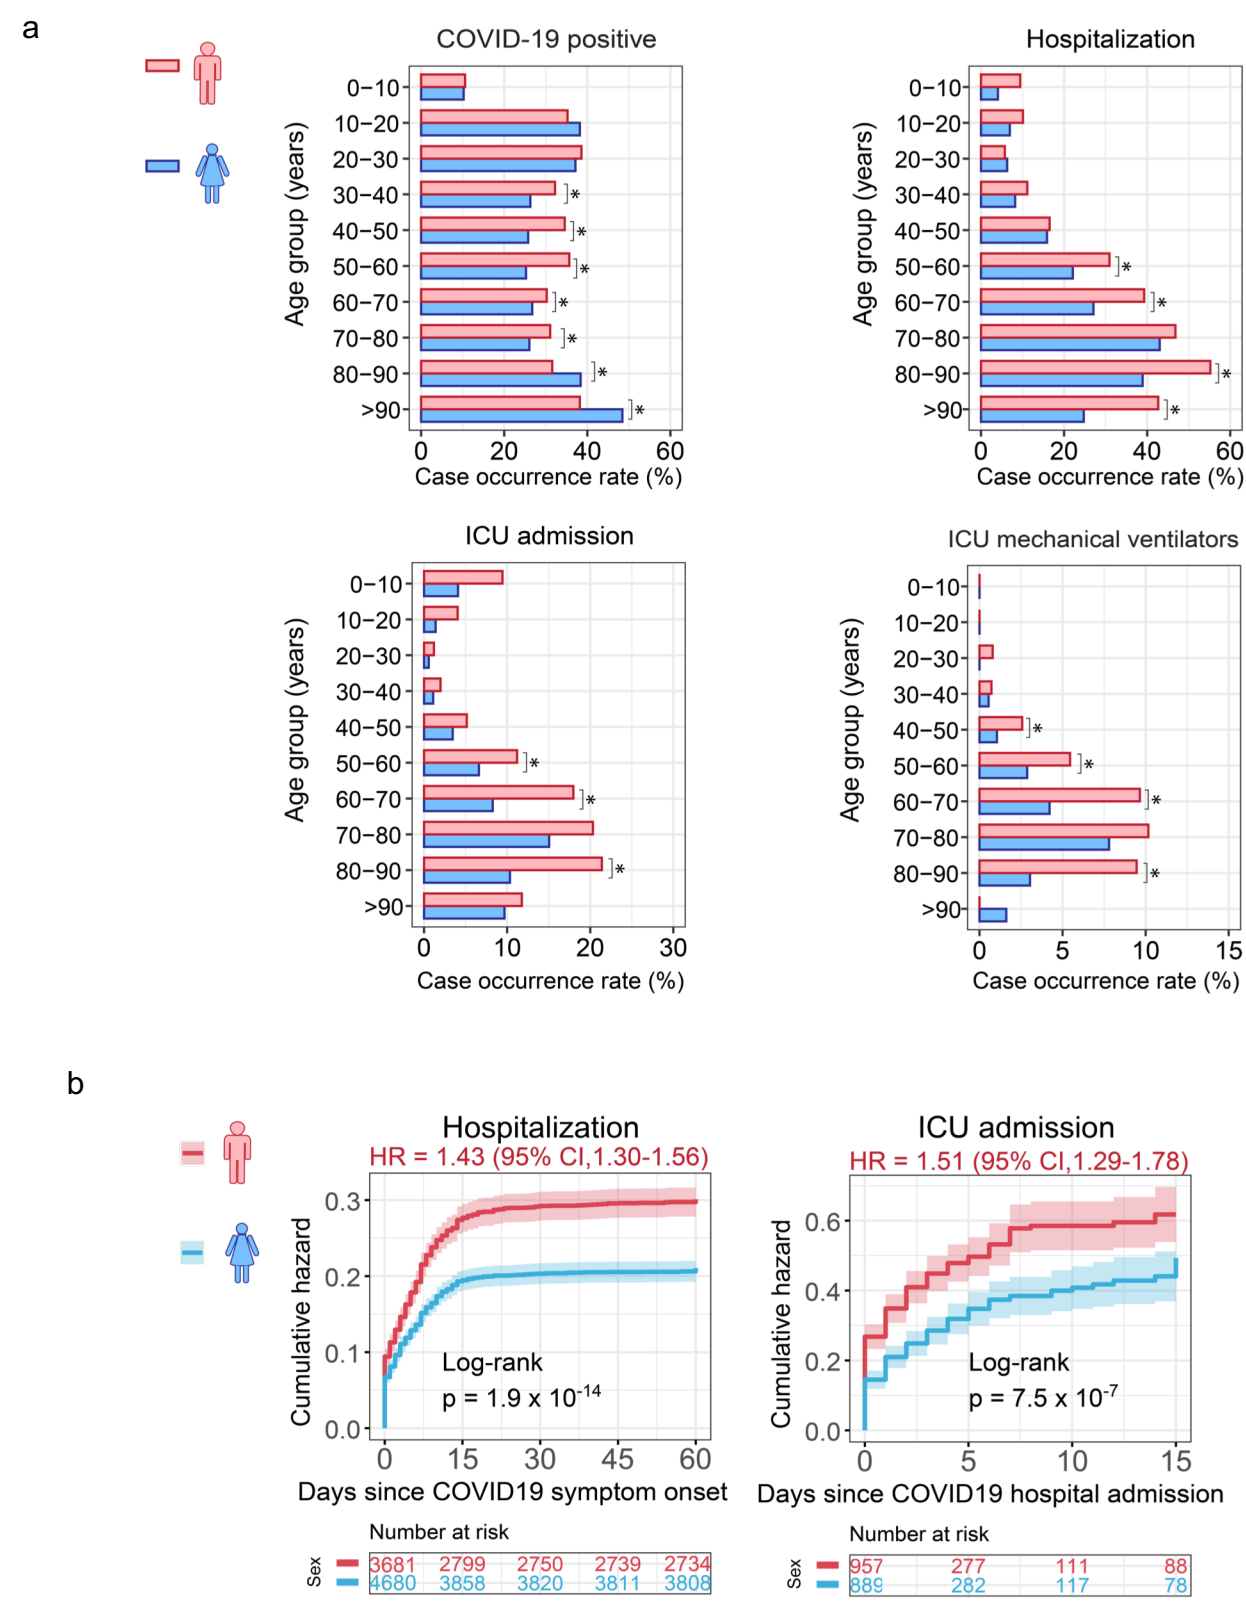 a
COVID-19 positive
Age group (years)
0−10
10−20
20−30
30−40
*
40−50
*
50−60
*
60−70
*
70−80
*
80−90
*
>90
*
0 20 40 60
Case occurrence rate (%)
Hospitalization
Age group (years)
0−10
10−20
20−30
30−40
40−50
50−60
*
60−70
*
70−80
80−90
*
>90
*
0 20 40 60
Case occurrence rate (%)
ICU admission
Age group (years)
0−10
10−20
20−30
30−40
40−50
50−60
*
60−70
*
70−80
80−90
*
>90
0 10 20 30
Case occurrence rate (%)
ICU mechanical ventilators
Age group (years)
0−10
10−20
20−30
30−40
40−50
*
50−60
*
60−70
*
70−80
80−90
*
>90
0 5 10 15
Case occurrence rate (%)
b
Hospitalization
HR = 1.43 (95% CI,1.30-1.56)
Cumulative hazard
0.3
0.2
0.1
0.0
Log-rank
p = 1.9 x 10-14
0 15 30 45 60
Days since COVID19 symptom onset
Number at risk
Sex
3681 2799 2750 2739 2734
4680 3858 3820 3811 3808
ICU admission
HR = 1.51 (95% CI,1.29-1.78)
Cumulative hazard
0.6
0.4
0.2
0.0
Log-rank
p = 7.5 x 10-7
0 5 10 15
Days since COVID19 hospital admission
Number at risk
Sex
957 277 111 88
889 282 117 78